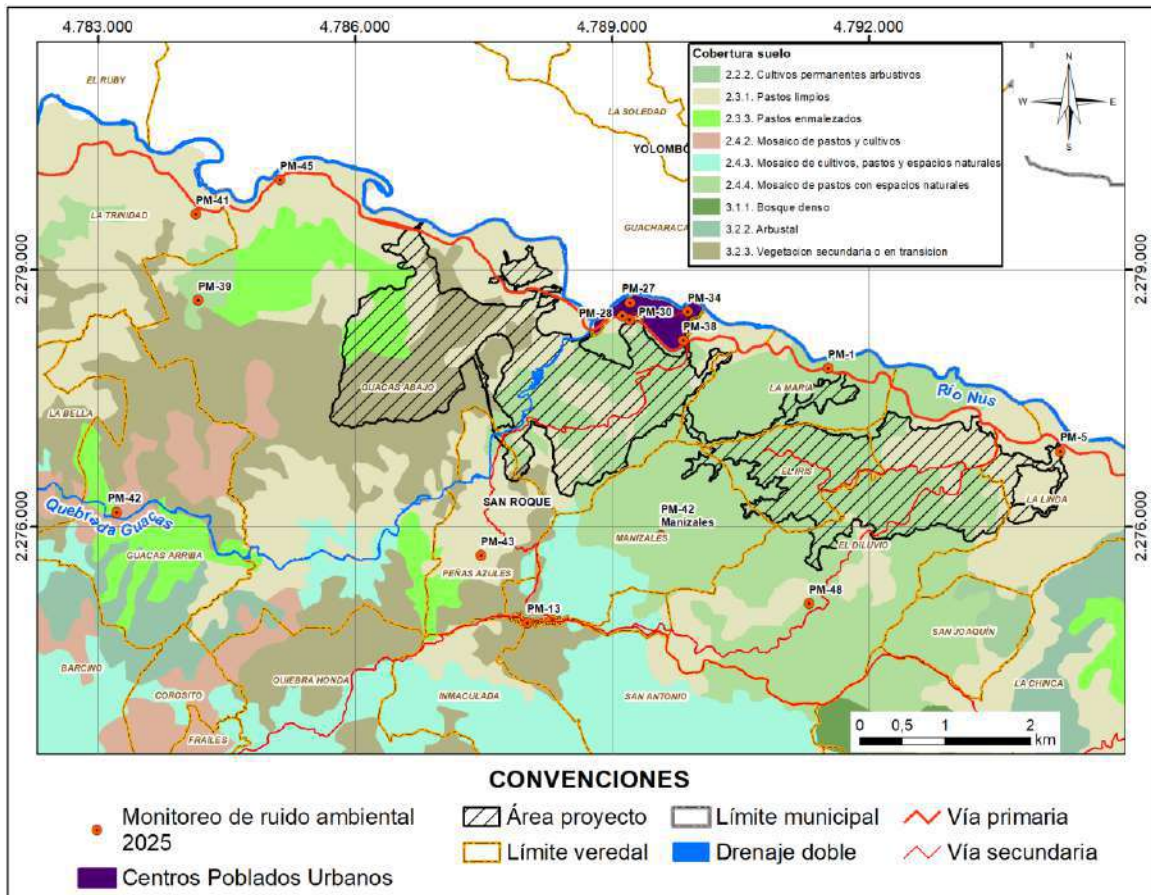 4.783.000
4.786.000
4.789.000
4.792.000
2.279.000
2.276.000
2.279.000
2.276.000
Cobertura suelo
2.2.2. Cultivos permanentes arbustivos
2.3.1. Pastos limpios
2.3.3. Pastos enmalezados
2.4.2. Mosaico de pastos y cultivos
2.4.3. Mosaico de cultivos, pastos y espacios naturales
2.4.4. Mosaico de pastos con espacios naturales
3.1.1. Bosque denso
3.2.2. Arbustal
3.2.3. Vegetacion secundaria o en transicion
N
W
E
S
EL RUBY
LA SOLEDAD
YOLOMBÓ
PM-45
PM-41
LA TRINIDAD
GUACHARACA
PM-39
PM-27
PM-34
PM-28
PM-30
PM-38
PM-1
GUACAS ABAJO
LA MARÍA
Río Nus
LA BELLA
PM-5
EL IRIS
LA LINDA
PM-42
SAN ROQUE
PM-42
Manizales
Quebrada Guacas
MANIZALES
EL DILUVIO
GUACAS ARRIBA
PM-43
PEÑAS AZULES
PM-48
PM-13
SAN JOAQUÍN
BARCINO
QUIEBRA HONDA
COROSITO
INMACULADA
SAN ANTONIO
LA CHINCA
FRAILES
0
0,5
1
2
km
CONVENCIONES
Monitoreo de ruido ambiental
2025
Centros Poblados Urbanos
Área proyecto
Límite veredal
Límite municipal
Drenaje doble
Vía primaria
Vía secundaria